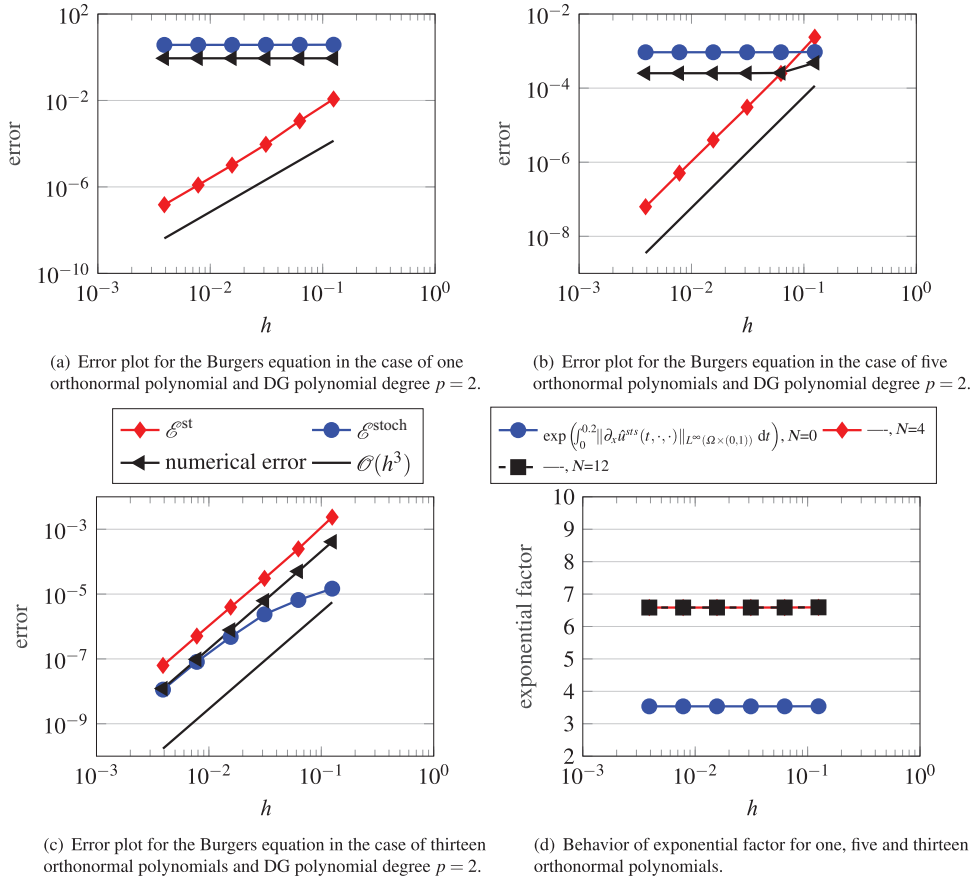 10^2
10^−2
10^−6
10^−10
error
10^−3 10^−2 10^−1 10^0
h
(a) Error plot for the Burgers equation in the case of one
orthonormal polynomial and DG polynomial degree p = 2.
10^−2
10^−4
10^−6
10^−8
error
10^−3 10^−2 10^−1 10^0
h
(b) Error plot for the Burgers equation in the case of five
orthonormal polynomials and DG polynomial degree p = 2.
ℰ^st ℰ^stoch
numerical error 𝒪(h^3)
10^−3
10^−5
10^−7
10^−9
error
10^−3 10^−2 10^−1 10^0
h
(c) Error plot for the Burgers equation in the case of thirteen
orthonormal polynomials and DG polynomial degree p = 2.
exp(∫_0^0.2 ‖∂_x û^sts(t, ·, ·)‖_L^∞(Ω×(0,1)) dt), N=0 —-, N=4
—-, N=12
10
9
8
7
6
5
4
3
2
exponential factor
10^−3 10^−2 10^−1 10^0
h
(d) Behavior of exponential factor for one, five and thirteen
orthonormal polynomials.